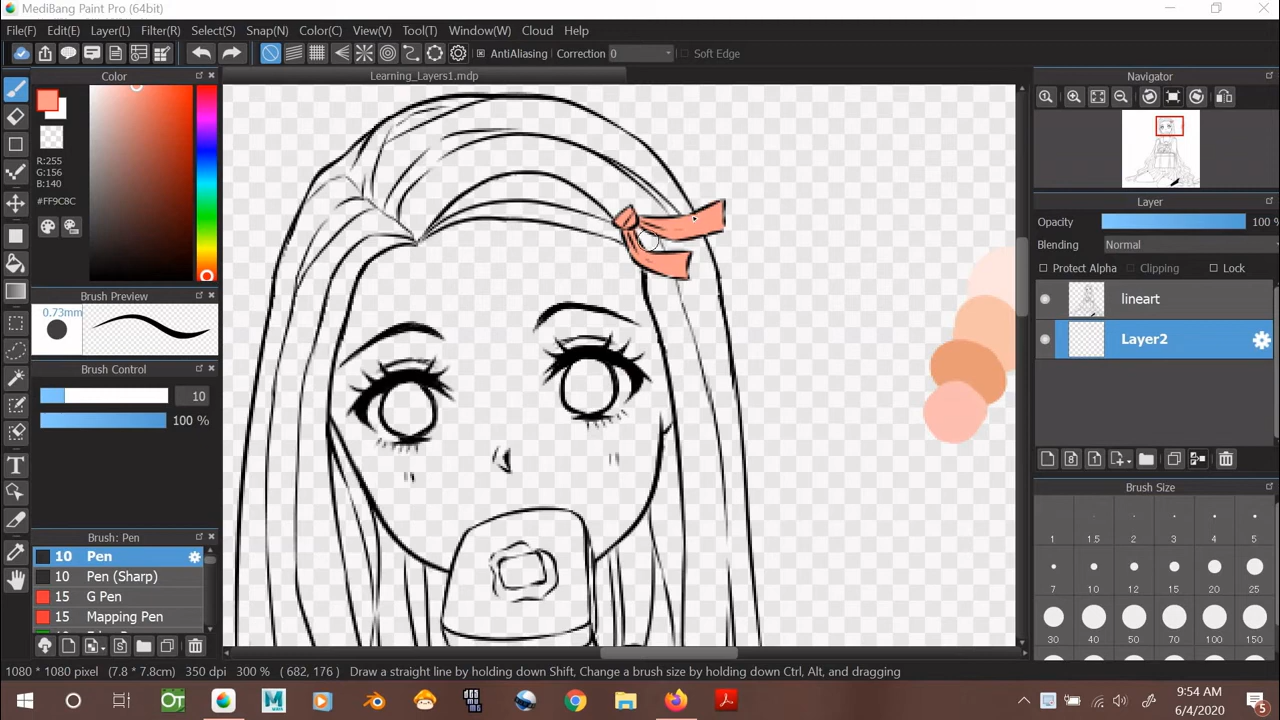 MediBang Paint Pro (64bit)
File(F) Edit(E) Layer(L) Filter(R) Select(S) Snap(N) Color(C) View(V) Tool(T) Window(W) Cloud Help
AntiAliasing Correction 0 Soft Edge
Color
Learning_Layers1.mdp
Navigator
R:255
G:156
B:140
#FF9C8C
Layer
Opacity 100 %
Blending Normal
Protect Alpha Clipping Lock
lineart
Layer2
Brush Preview
0.73mm
Brush Control
10
100 %
Brush Size
1 1.5 2 3 4 5
7 10 12 15 20 25
30 40 50 70 100 150
Brush: Pen
10 Pen
10 Pen (Sharp)
15 G Pen
15 Mapping Pen
1080 * 1080 pixel (7.8 * 7.8cm) 350 dpi 300 % (682, 176) Draw a straight line by holding down Shift, Change a brush size by holding down Ctrl, Alt, and dragging
9:54 AM
6/4/2020
5